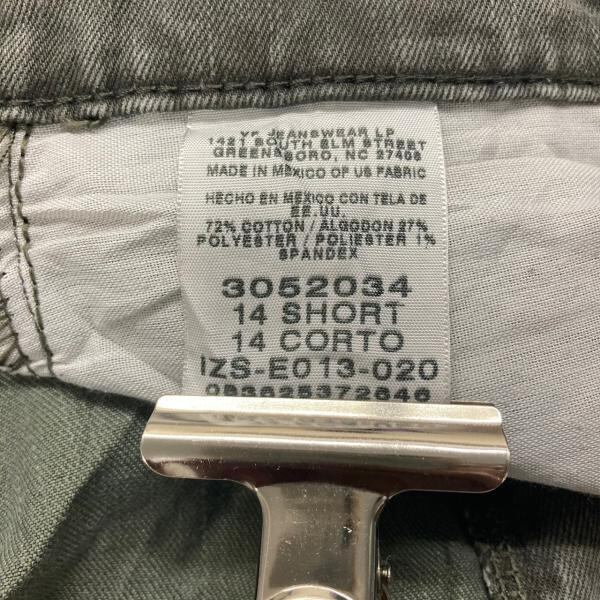 VF JEANSWEAR LP
1421 SOUTH ELM STREET
GREENSBORO, NC 27406
MADE IN MEXICO OF US FABRIC
HECHO EN MEXICO CON TELA DE
EE.UU.
72% COTTON/ALGODON 27%
POLYESTER/POLIESTER 1%
SPANDEX
3052034
14 SHORT
14 CORTO
IZS-E013-020